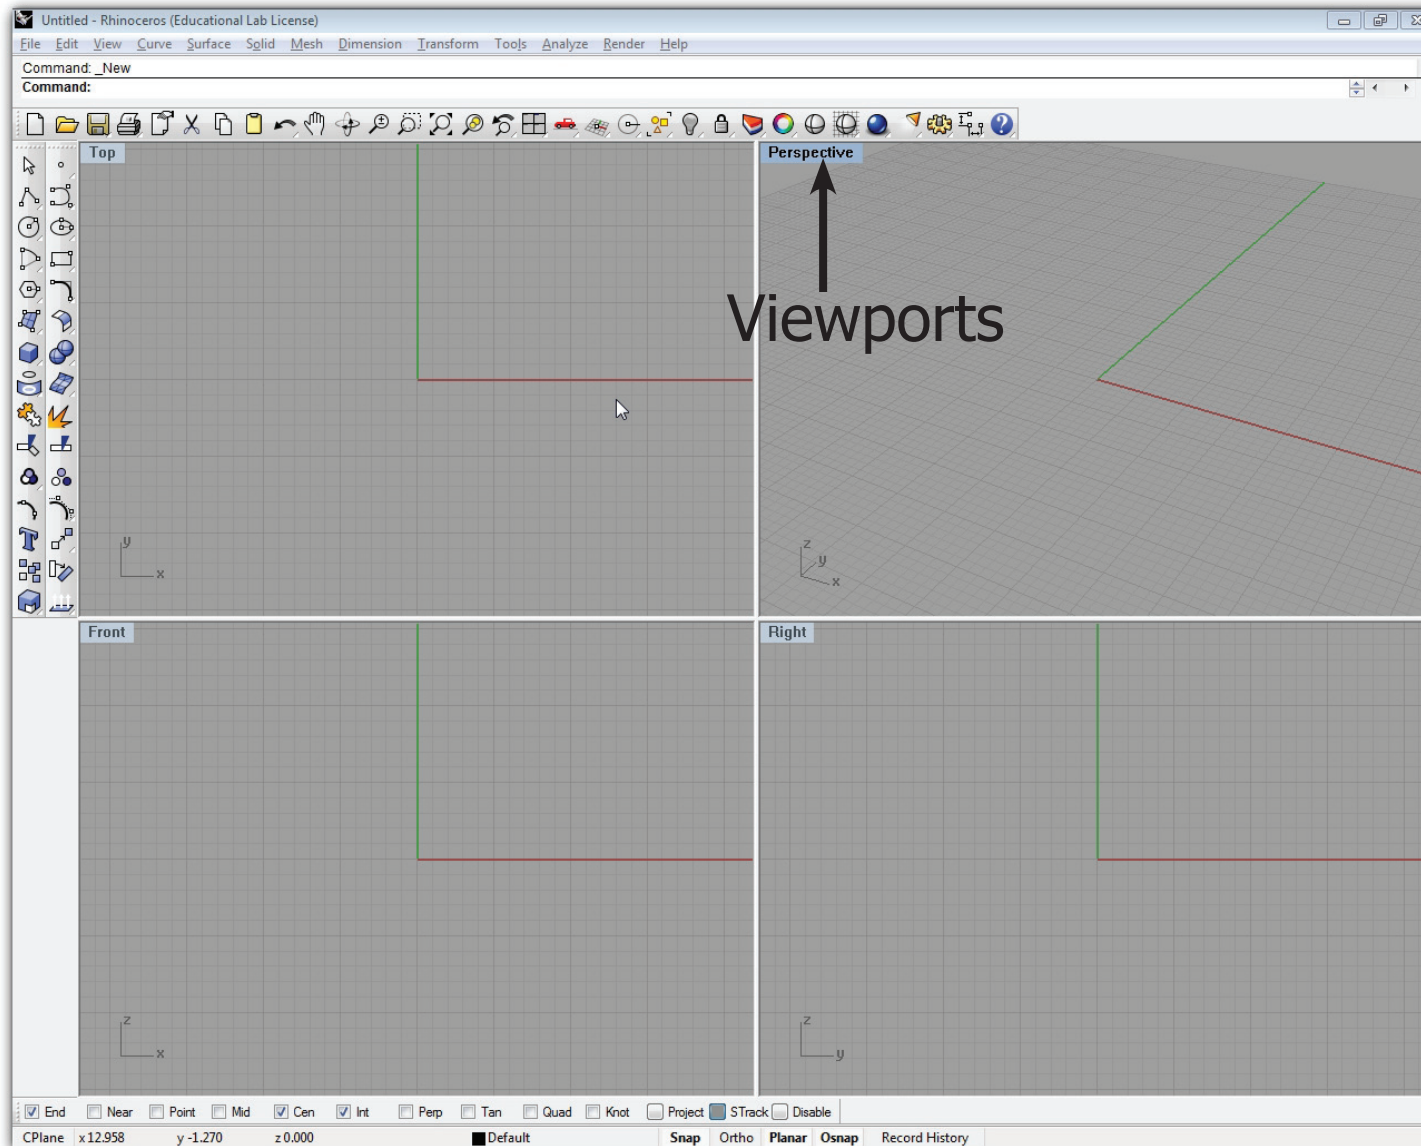 Untitled - Rhinoceros (Educational Lab License)
File Edit View Curve Surface Solid Mesh Dimension Transform Tools Analyze Render Help
Command: _New
Command:
Top
Perspective
Viewports
y
x
z
y
x
Front
Right
z
x
z
y
End Near Point Mid Cen Int Perp Tan Quad Knot Project STrack Disable
CPlane x 12.958 y -1.270 z 0.000 Default Snap Ortho Planar Osnap Record History